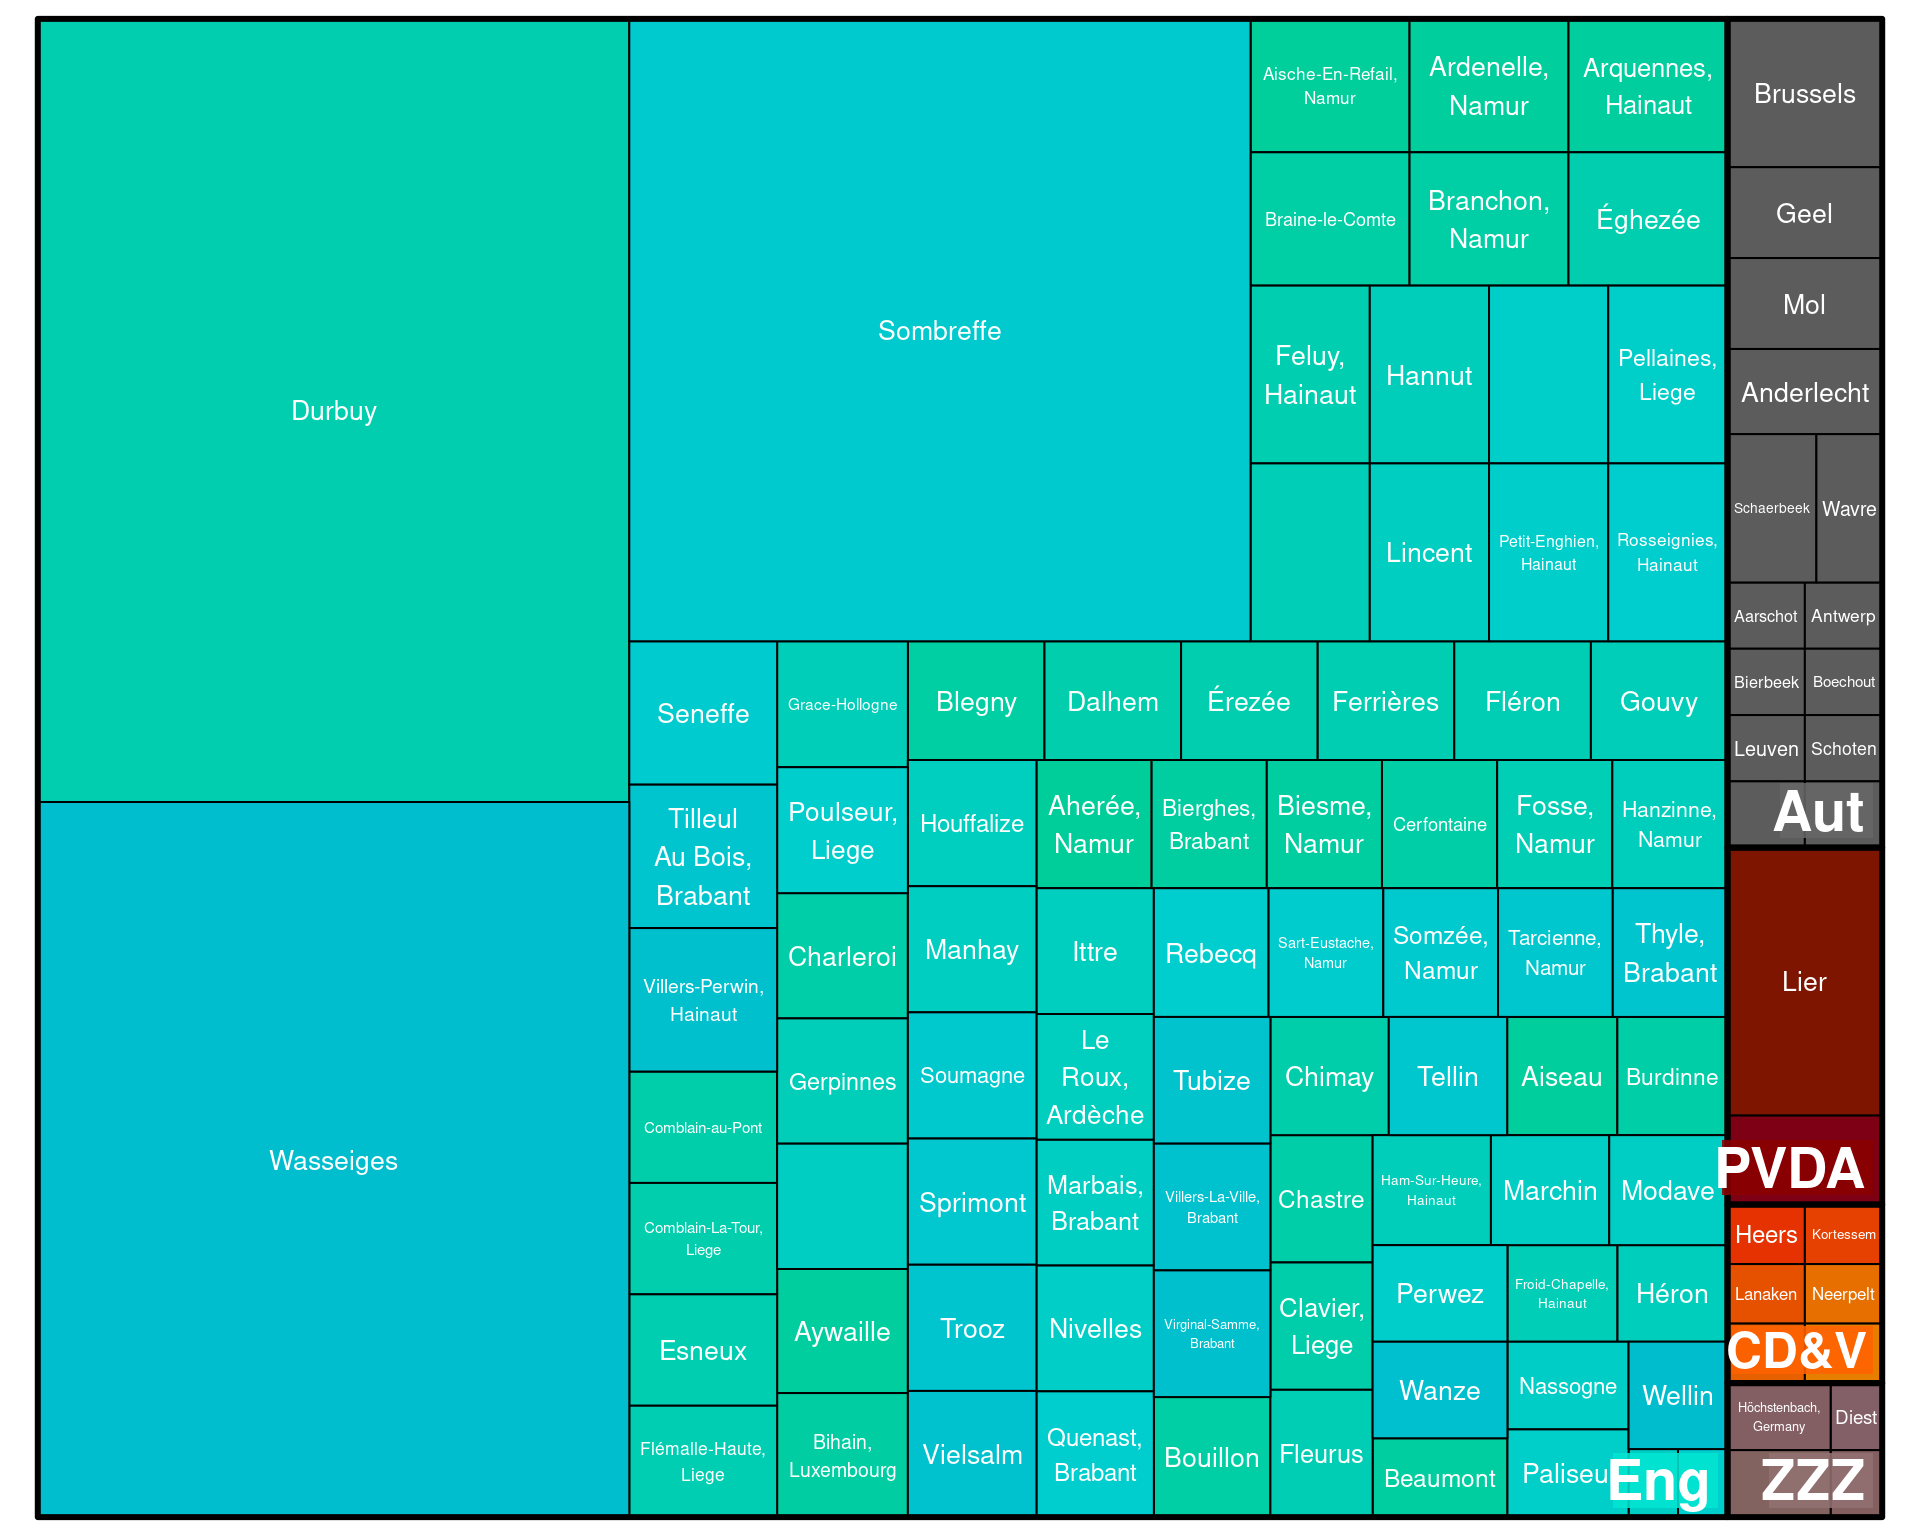 Durbuy
Wasseiges
Sombreffe
Aische-En-Refail,
Namur
Ardenelle,
Namur
Arquennes,
Hainaut
Braine-le-Comte
Branchon,
Namur
Éghezée
Feluy,
Hainaut
Hannut
Pellaines,
Liege
Lincent
Petit-Enghien,
Hainaut
Rosseignies,
Hainaut
Seneffe
Tilleul
Au Bois,
Brabant
Villers-Perwin,
Hainaut
Comblain-au-Pont
Comblain-La-Tour,
Liege
Esneux
Flémalle-Haute,
Liege
Grace-Hollogne
Poulseur,
Liege
Charleroi
Gerpinnes
Aywaille
Bihain,
Luxembourg
Blegny
Dalhem
Érezée
Ferrières
Fléron
Gouvy
Houffalize
Manhay
Soumagne
Sprimont
Trooz
Vielsalm
Aherée,
Namur
Bierghes,
Brabant
Biesme,
Namur
Cerfontaine
Fosse,
Namur
Hanzinne,
Namur
Ittre
Le
Roux,
Ardèche
Marbais,
Brabant
Nivelles
Quenast,
Brabant
Rebecq
Sart-Eustache,
Namur
Somzée,
Namur
Tarcienne,
Namur
Thyle,
Brabant
Tubize
Villers-La-Ville,
Brabant
Virginal-Samme,
Brabant
Bouillon
Chimay
Tellin
Aiseau
Burdinne
Chastre
Clavier,
Liege
Fleurus
Ham-Sur-Heure,
Hainaut
Marchin
Modave
Perwez
Froid-Chapelle,
Hainaut
Héron
Wanze
Beaumont
Nassogne
Wellin
Paliseu
Eng
Brussels
Geel
Mol
Anderlecht
Schaerbeek
Wavre
Aarschot
Antwerp
Bierbeek
Boechout
Leuven
Schoten
Aut
Lier
PVDA
Heers
Kortessem
Lanaken
Neerpelt
CD&V
Höchstenbach,
Germany
Diest
ZZZ